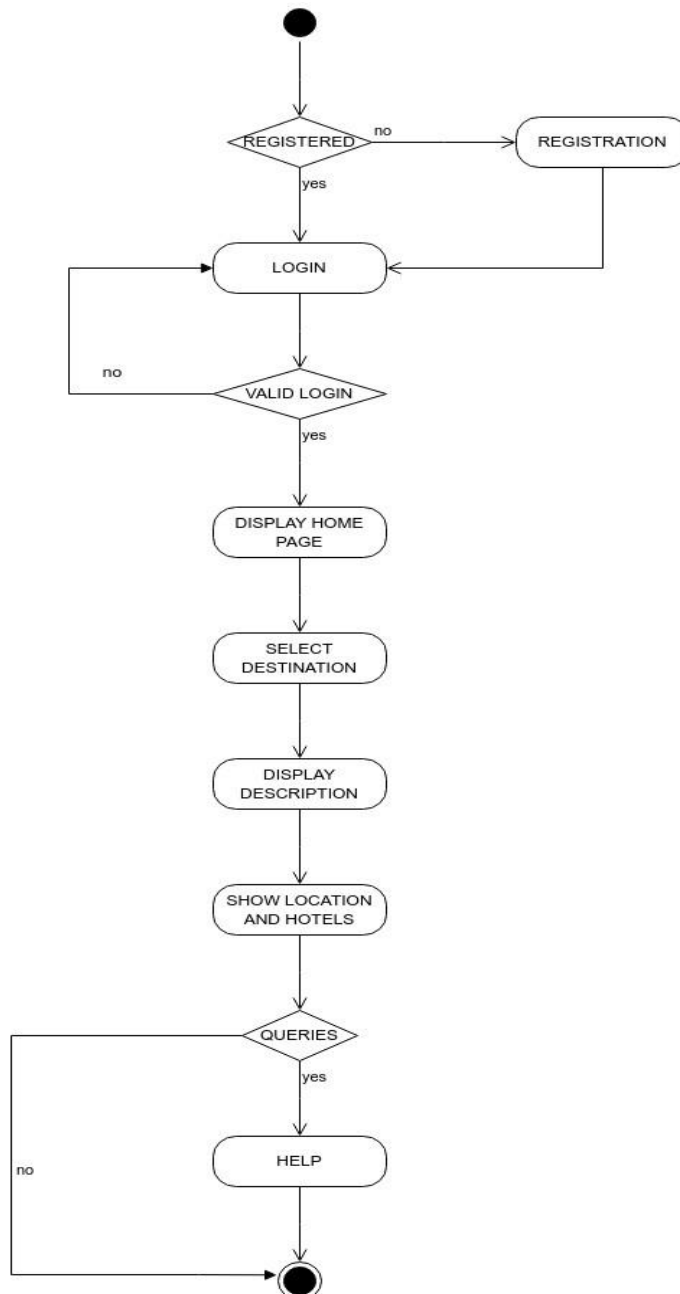 REGISTERED
no
REGISTRATION
yes
LOGIN
no
VALID LOGIN
yes
DISPLAY HOME
PAGE
SELECT
DESTINATION
DISPLAY
DESCRIPTION
SHOW LOCATION
AND HOTELS
QUERIES
yes
HELP
no